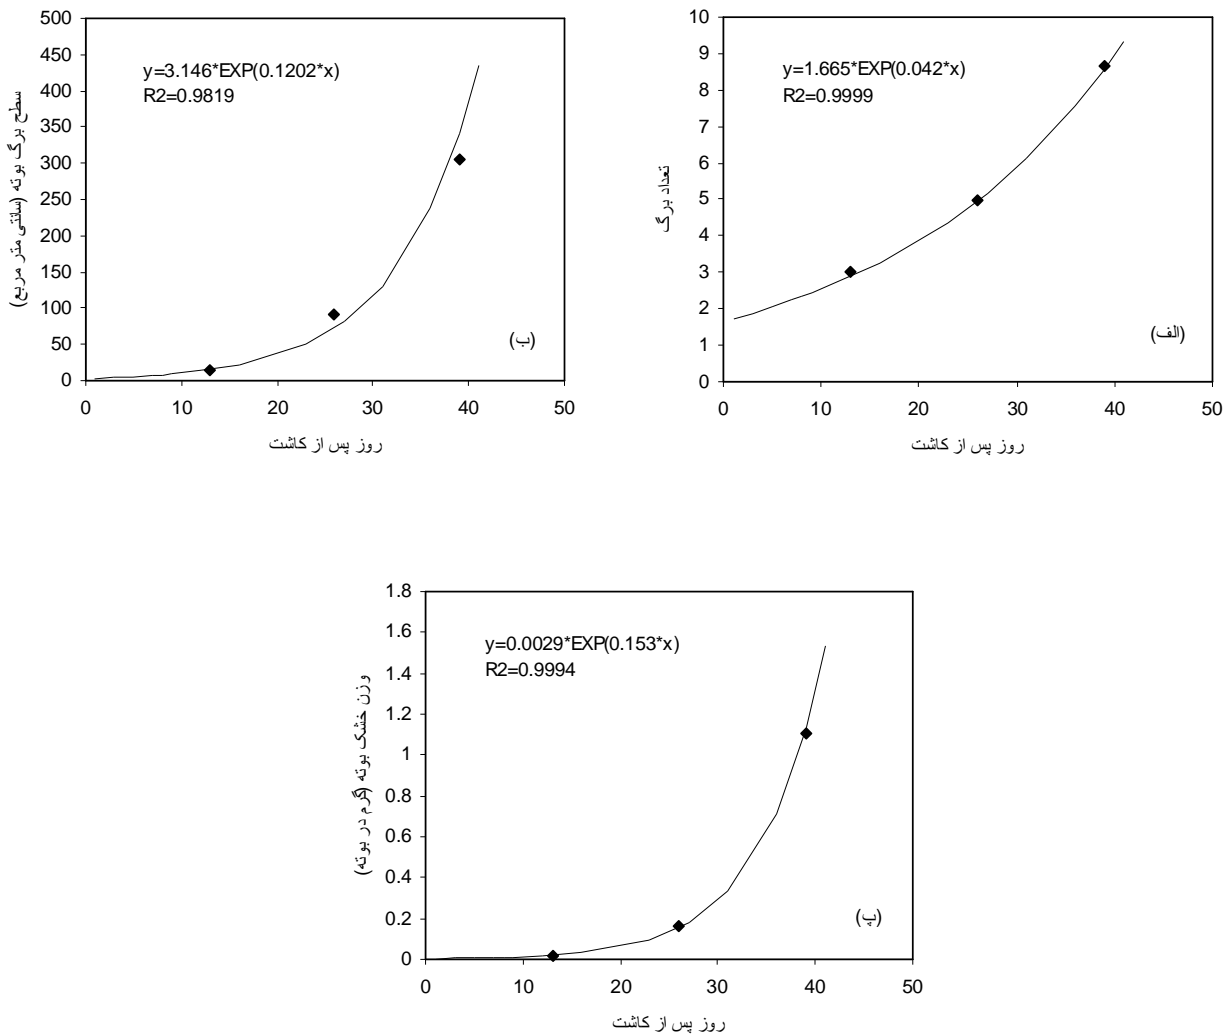 500
450
400
350
300
250
200
150
100
50
0
y=3.146*EXP(0.1202*x)
R2=0.9819
سطح برگ بوته (سانتی متر مربع)
(ب)
0 10 20 30 40 50
روز پس از کاشت
10
9
8
7
6
5
4
3
2
1
0
y=1.665*EXP(0.042*x)
R2=0.9999
تعداد برگ
(الف)
0 10 20 30 40 50
روز پس از کاشت
1.8
1.6
1.4
1.2
1
0.8
0.6
0.4
0.2
0
y=0.0029*EXP(0.153*x)
R2=0.9994
وزن خشک بوته (گرم در بوته)
(پ)
0 10 20 30 40 50
روز پس از کاشت